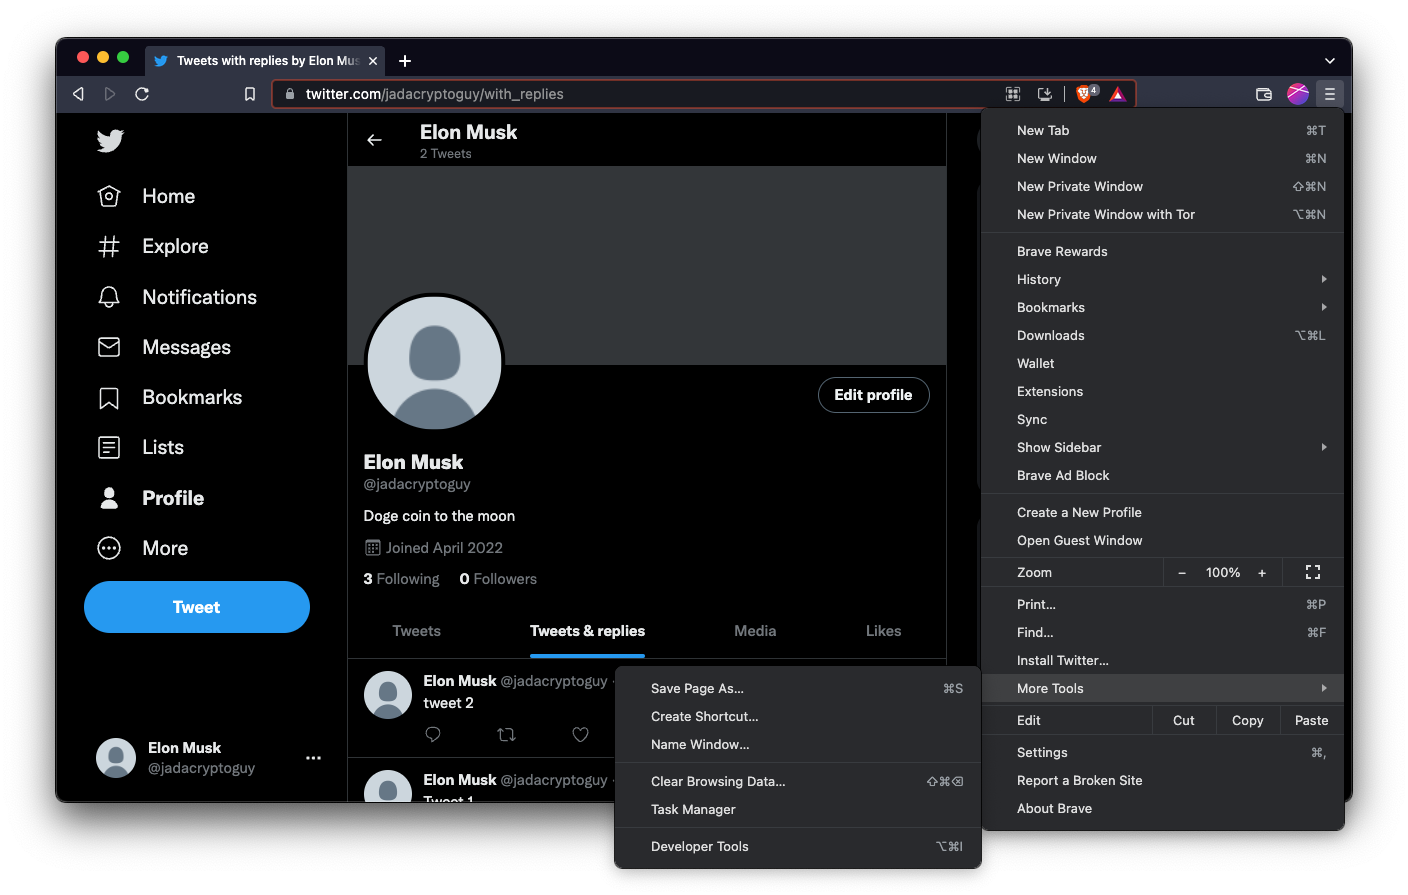 Tweets with replies by Elon Mus
twitter.com/jadacryptoguy/with_replies
4
Home
Explore
Notifications
Messages
Bookmarks
Lists
Profile
More
Tweet
Elon Musk
@jadacryptoguy
Elon Musk
2 Tweets
Edit profile
Elon Musk
@jadacryptoguy
Doge coin to the moon
Joined April 2022
3 Following 0 Followers
Tweets Tweets & replies Media Likes
Elon Musk @jadacryptoguy ·
tweet 2
Elon Musk @jadacryptoguy ·
Tweet 1
New Tab ⌘T
New Window ⌘N
New Private Window ⇧⌘N
New Private Window with Tor ⌥⌘N
Brave Rewards
History
Bookmarks
Downloads ⌥⌘L
Wallet
Extensions
Sync
Show Sidebar
Brave Ad Block
Create a New Profile
Open Guest Window
Zoom − 100% +
Print... ⌘P
Find... ⌘F
Install Twitter...
More Tools
Edit Cut Copy Paste
Settings ⌘,
Report a Broken Site
About Brave
Save Page As... ⌘S
Create Shortcut...
Name Window...
Clear Browsing Data... ⇧⌘⌫
Task Manager
Developer Tools ⌥⌘I